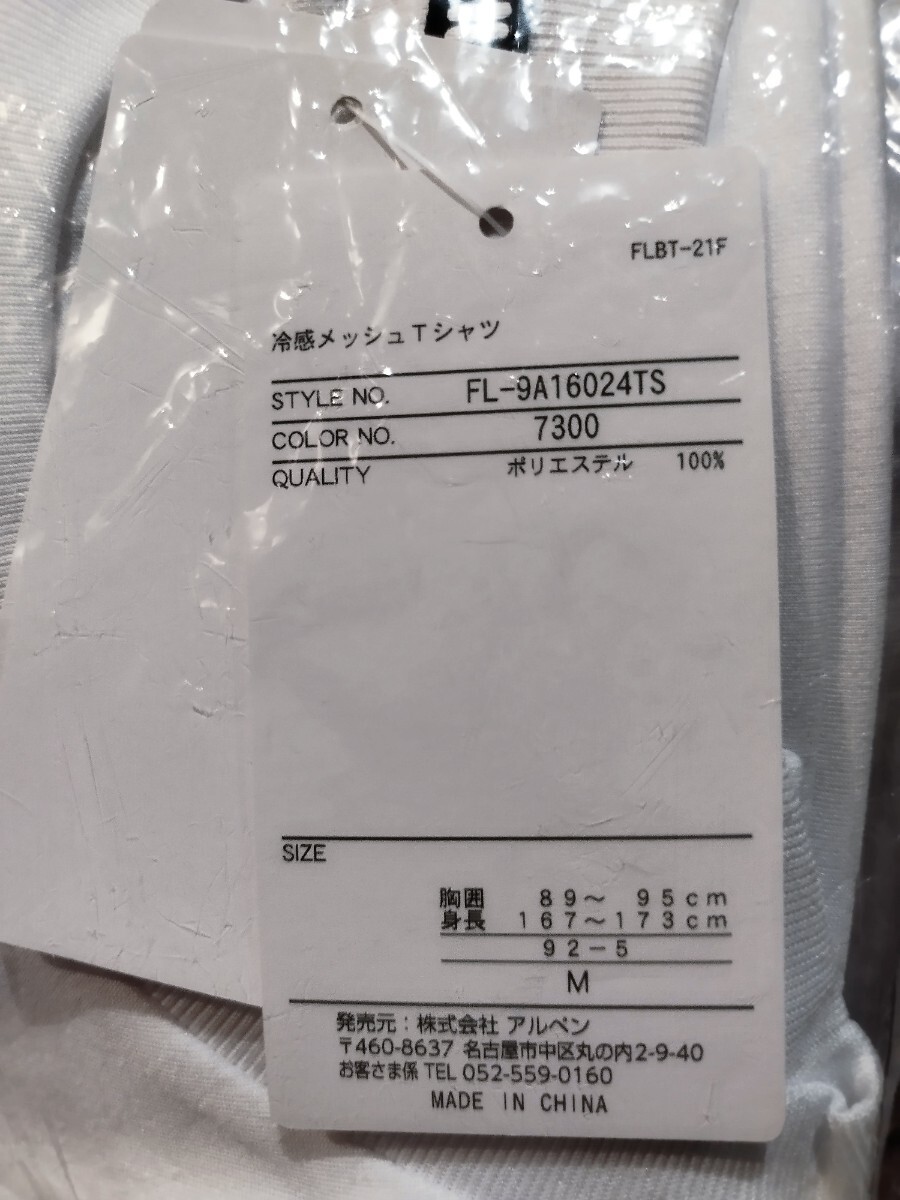 FLBT-21F
冷感メッシュTシャツ
STYLE NO. FL-9A16024TS
COLOR NO. 7300
QUALITY ポリエステル 100%
SIZE
胸囲 89〜 95cm
身長 167〜173cm
92-5
M
発売元:株式会社 アルペン
〒460-8637 名古屋市中区丸の内2-9-40
お客さま係 TEL 052-559-0160
MADE IN CHINA